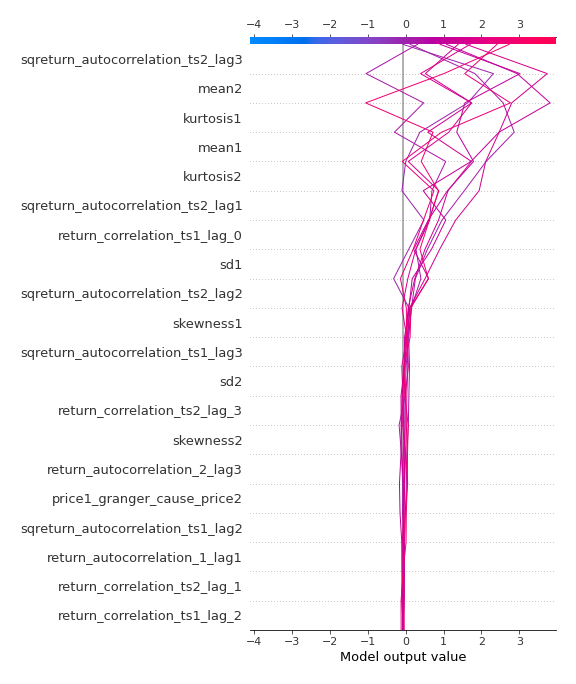 −4 −3 −2 −1 0 1 2 3
sqreturn_autocorrelation_ts2_lag3
mean2
kurtosis1
mean1
kurtosis2
sqreturn_autocorrelation_ts2_lag1
return_correlation_ts1_lag_0
sd1
sqreturn_autocorrelation_ts2_lag2
skewness1
sqreturn_autocorrelation_ts1_lag3
sd2
return_correlation_ts2_lag_3
skewness2
return_autocorrelation_2_lag3
price1_granger_cause_price2
sqreturn_autocorrelation_ts1_lag2
return_autocorrelation_1_lag1
return_correlation_ts2_lag_1
return_correlation_ts1_lag_2
−4 −3 −2 −1 0 1 2 3
Model output value